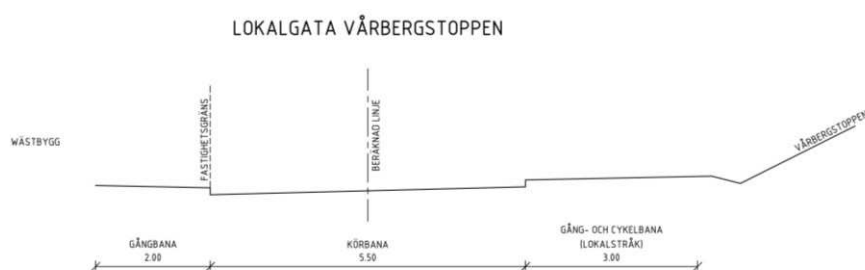 LOKALGATA VÅRBERGSTOPPEN
WÄSTBYGG
FASTIGHETSGRÄNS
BERÄKNAD LINJE
VÅRBERGSTOPPEN
GÅNGBANA
2.00
KÖRBANA
5.50
GÅNG- OCH CYKELBANA
(LOKALSTRÅK)
3.00